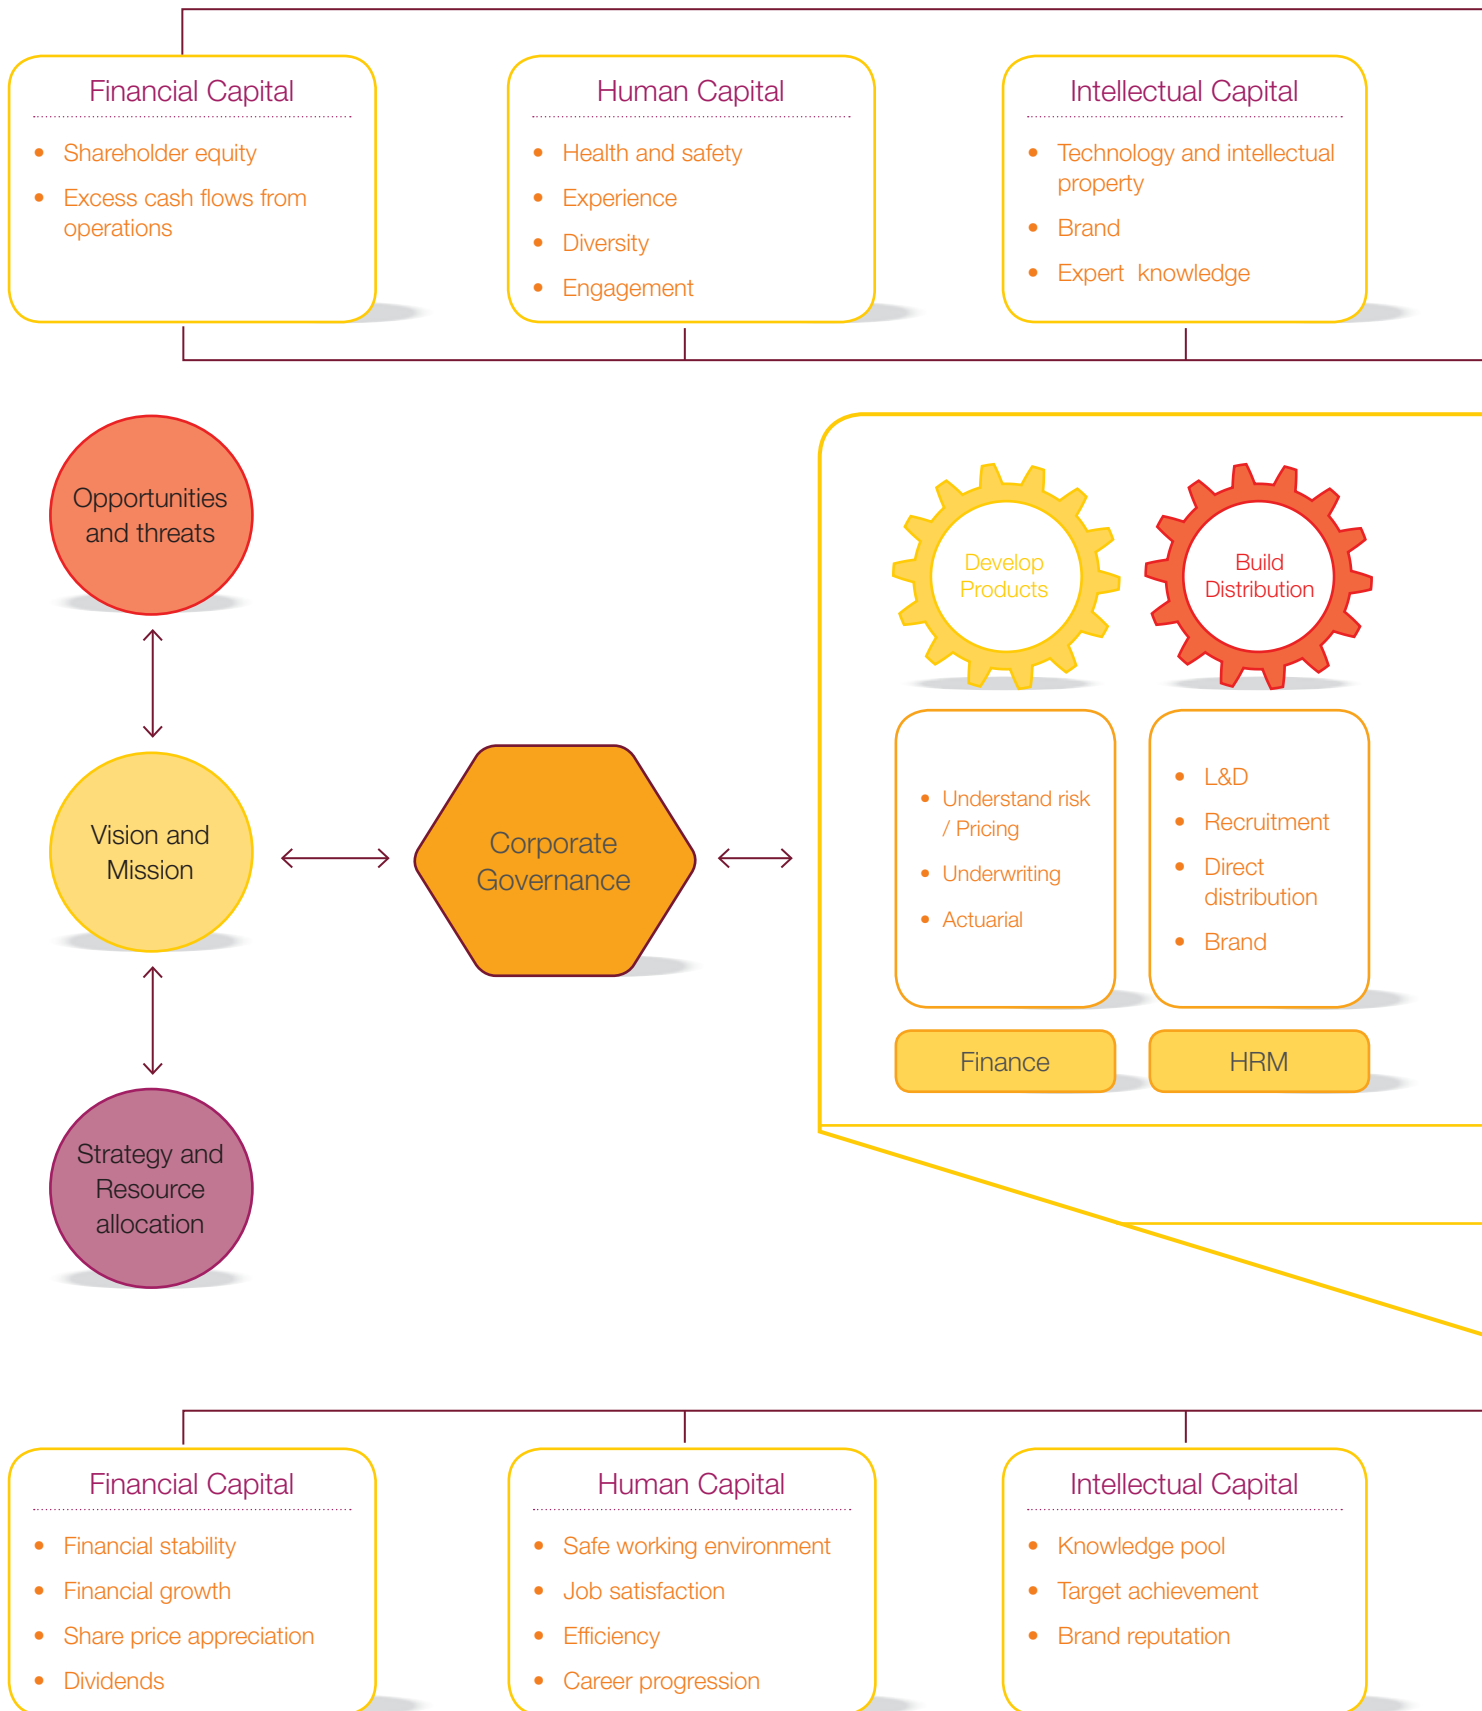 Financial Capital
• Shareholder equity
• Excess cash flows from
operations
Human Capital
• Health and safety
• Experience
• Diversity
• Engagement
Intellectual Capital
• Technology and intellectual
property
• Brand
• Expert knowledge
Opportunities
and threats
Vision and
Mission
Strategy and
Resource
allocation
Corporate
Governance
Develop
Products
• Understand risk
/ Pricing
• Underwriting
• Actuarial
Finance
Build
Distribution
• L&D
• Recruitment
• Direct
distribution
• Brand
HRM
Financial Capital
• Financial stability
• Financial growth
• Share price appreciation
• Dividends
Human Capital
• Safe working environment
• Job satisfaction
• Efficiency
• Career progression
Intellectual Capital
• Knowledge pool
• Target achievement
• Brand reputation